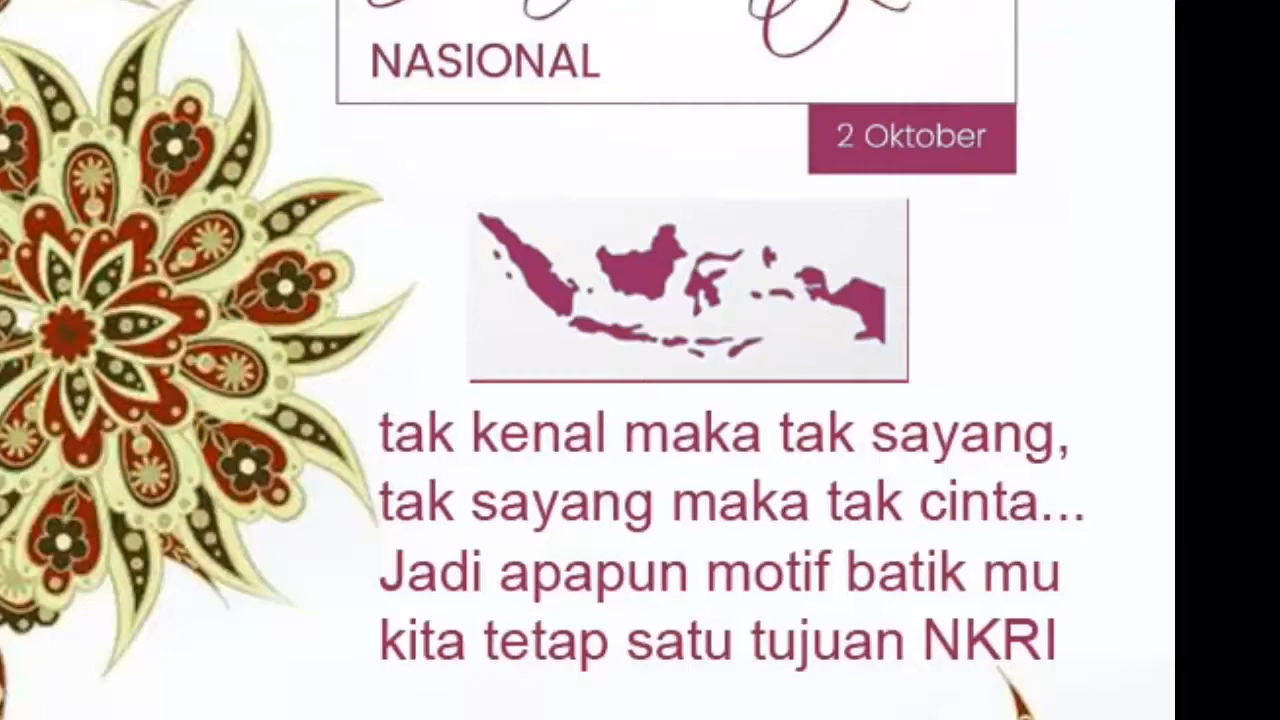 NASIONAL
2 Oktober
tak kenal maka tak sayang,
tak sayang maka tak cinta...
Jadi apapun motif batik mu
kita tetap satu tujuan NKRI